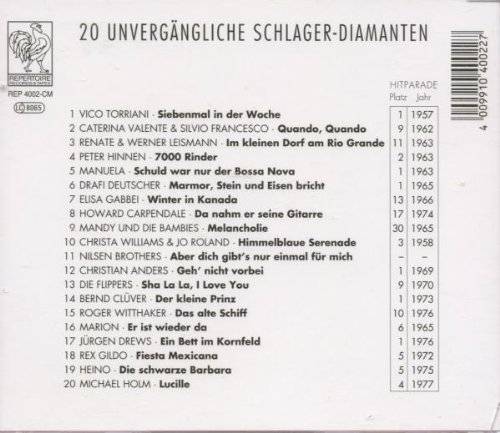 20 UNVERGÄNGLICHE SCHLAGER-DIAMANTEN
REPERTOIRE
RECORDS & TAPES
REP 4002-CM
LC 8065
4 009910 400227
HITPARADE
Platz Jahr
1 VICO TORRIANI · Siebenmal in der Woche 1 1957
2 CATERINA VALENTE & SILVIO FRANCESCO · Quando, Quando 9 1962
3 RENATE & WERNER LEISMANN · Im kleinen Dorf am Rio Grande 11 1963
4 PETER HINNEN · 7000 Rinder 2 1963
5 MANUELA · Schuld war nur der Bossa Nova 1 1963
6 DRAFI DEUTSCHER · Marmor, Stein und Eisen bricht 1 1965
7 ELISA GABBEI · Winter in Kanada 13 1966
8 HOWARD CARPENDALE · Da nahm er seine Gitarre 17 1974
9 MANDY UND DIE BAMBIES · Melancholie 30 1965
10 CHRISTA WILLIAMS & JO ROLAND · Himmelblaue Serenade 3 1958
11 NILSEN BROTHERS · Aber dich gibt's nur einmal für mich – –
12 CHRISTIAN ANDERS · Geh' nicht vorbei 1 1969
13 DIE FLIPPERS · Sha La La, I Love You 9 1970
14 BERND CLÜVER · Der kleine Prinz 1 1973
15 ROGER WITTHAKER · Das alte Schiff 10 1976
16 MARION · Er ist wieder da 6 1965
17 JÜRGEN DREWS · Ein Bett im Kornfeld 1 1976
18 REX GILDO · Fiesta Mexicana 5 1972
19 HEINO · Die schwarze Barbara 5 1975
20 MICHAEL HOLM · Lucille 4 1977